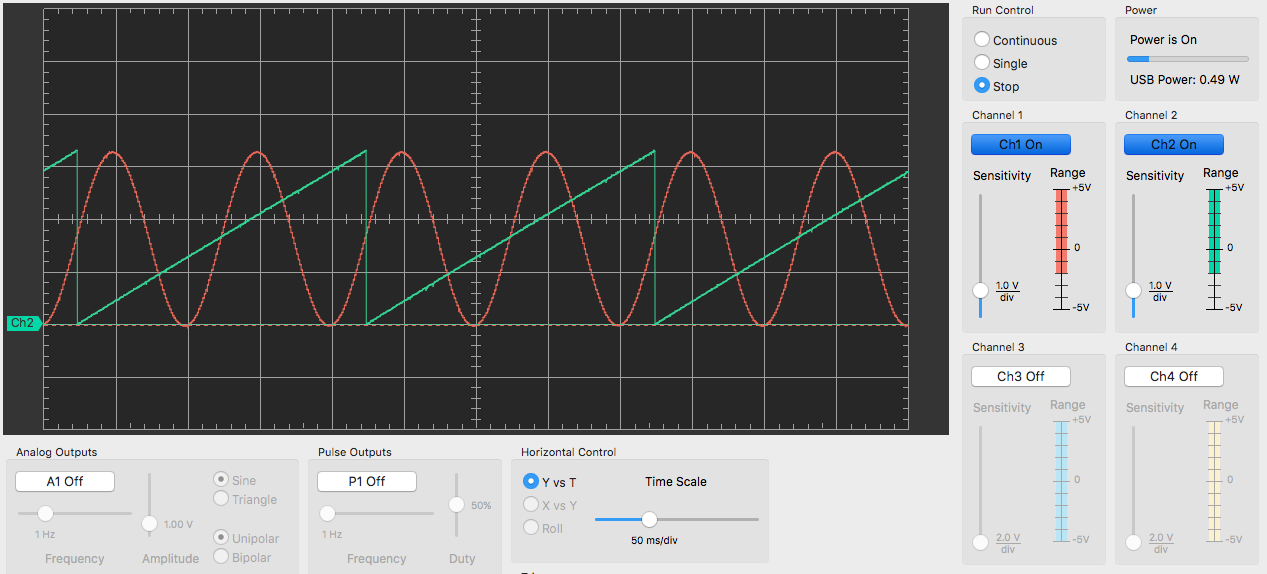 Run Control
Continuous
Single
Stop
Power
Power is On
USB Power: 0.49 W
Channel 1
Ch1 On
Sensitivity
Range
+5V
0
-5V
1.0 V
div
Channel 2
Ch2 On
Sensitivity
Range
+5V
0
-5V
1.0 V
div
Ch2
Channel 3
Ch3 Off
Sensitivity
Range
+5V
0
-5V
2.0 V
div
Channel 4
Ch4 Off
Sensitivity
Range
+5V
0
-5V
2.0 V
div
Analog Outputs
A1 Off
1 Hz
Frequency
1.00 V
Amplitude
Sine
Triangle
Unipolar
Bipolar
Pulse Outputs
P1 Off
1 Hz
Frequency
50%
Duty
Horizontal Control
Y vs T
X vs Y
Roll
Time Scale
50 ms/div